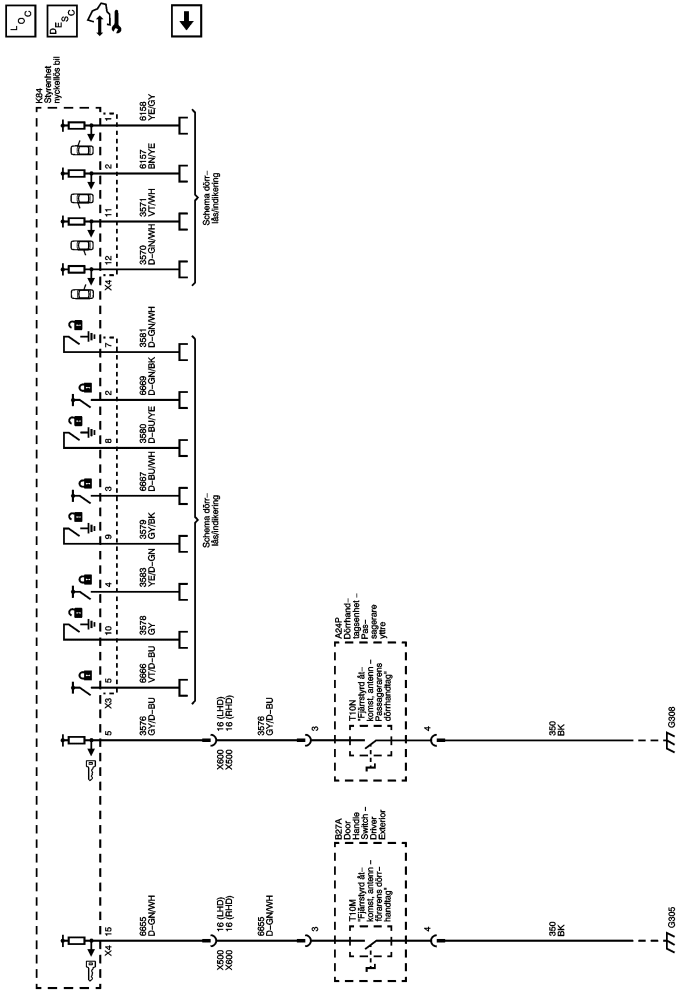 L O C
D E S C
K84
Styrenhet
nyckellös bil
1
6158
YE/GY
2
6157
BN/YE
11
3571
VT/WH
12
3570
D-GN/WH
X4
Schema dörr-
lås/indikering
7
3581
D-GN/WH
2
6669
D-GN/BK
8
3580
D-BU/YE
3
6667
D-BU/WH
9
3579
GY/BK
4
3583
YE/D-GN
10
3578
GY
5
6666
VT/D-BU
X3
Schema dörr-
lås/indikering
5
3576
GY/D-BU
16 (LHD)
16 (RHD)
X600
X500
3576
GY/D-BU
3
A24P
Dörrhand-
tagsenhet -
Pas-
sagerare
yttre
T10N
"Fjärrstyrd åt-
komst, antenn -
Passagerarens
dörrhandtag"
4
350
BK
G308
15
X4
6655
D-GN/WH
16 (LHD)
16 (RHD)
X500
X600
6655
D-GN/WH
3
B27A
Door
Handle
Switch -
Driver
Exterior
T10M
"Fjärrstyrd åt-
komst, antenn -
förarens dörr-
handtag"
4
350
BK
G305